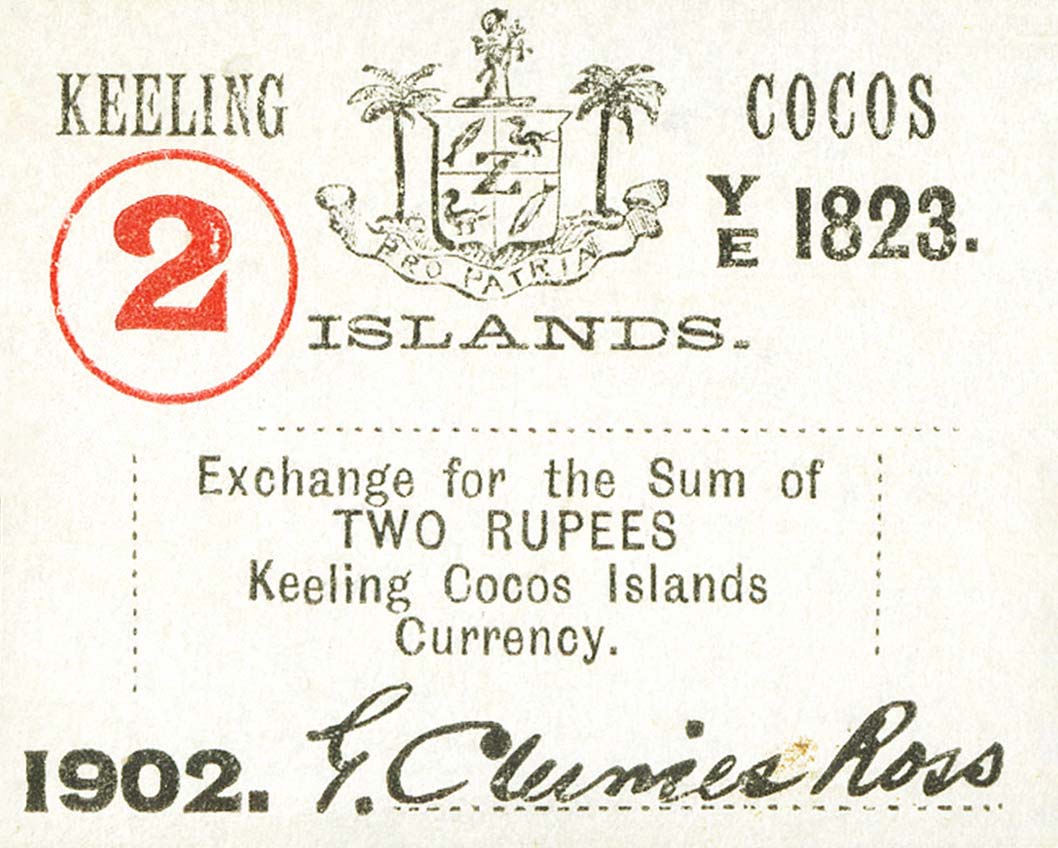 KEELING
COCOS
YE 1823.
2
Z
PRO PATRIA
ISLANDS.
Exchange for the Sum of
TWO RUPEES
Keeling Cocos Islands
Currency.
1902. G. Clunies Ross